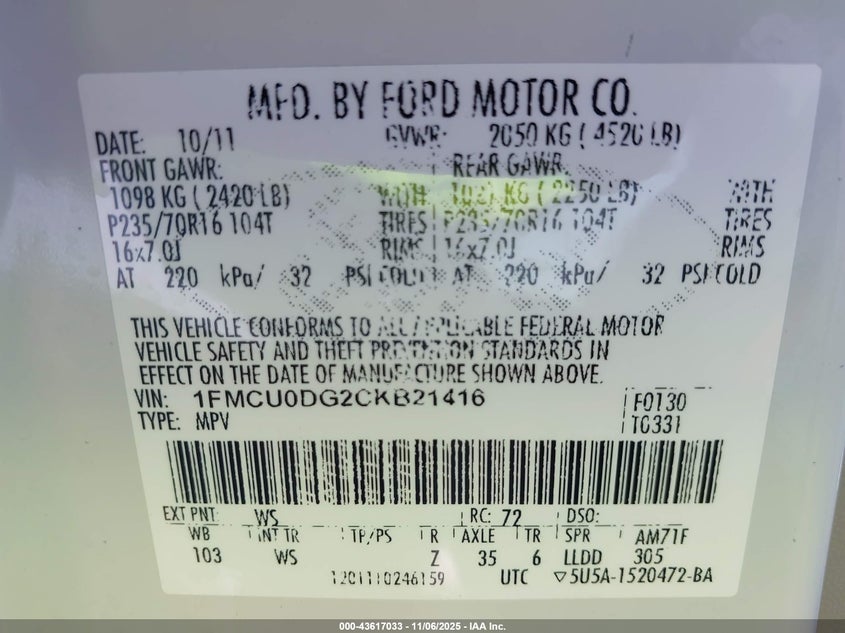 MFD. BY FORD MOTOR CO.
DATE: 10/11 GVWR: 2050 KG ( 4520 LB)
FRONT GAWR: REAR GAWR
1098 KG ( 2420 LB) WITH 1021 KG ( 2250 LB) WITH
P235/70R16 104T TIRES P235/70R16 104T TIRES
16x7.0J RIMS 16x7.0J RIMS
AT 220 kPa/ 32 PSI COLD AT 220 kPa/ 32 PSI COLD
THIS VEHICLE CONFORMS TO ALL APPLICABLE FEDERAL MOTOR
VEHICLE SAFETY AND THEFT PREVENTION STANDARDS IN
EFFECT ON THE DATE OF MANUFACTURE SHOWN ABOVE.
VIN: 1FMCU0DG2CKB21416 F0130
TYPE: MPV T0331
EXT PNT: WS RC: 72 DSO:
WB INT TR TP/PS R AXLE TR SPR AM71F
103 WS Z 35 6 LLDD 305
1201110246159 UTC ▽5U5A-1520472-BA
000-43617033 — 11/06/2025 — IAA Inc.